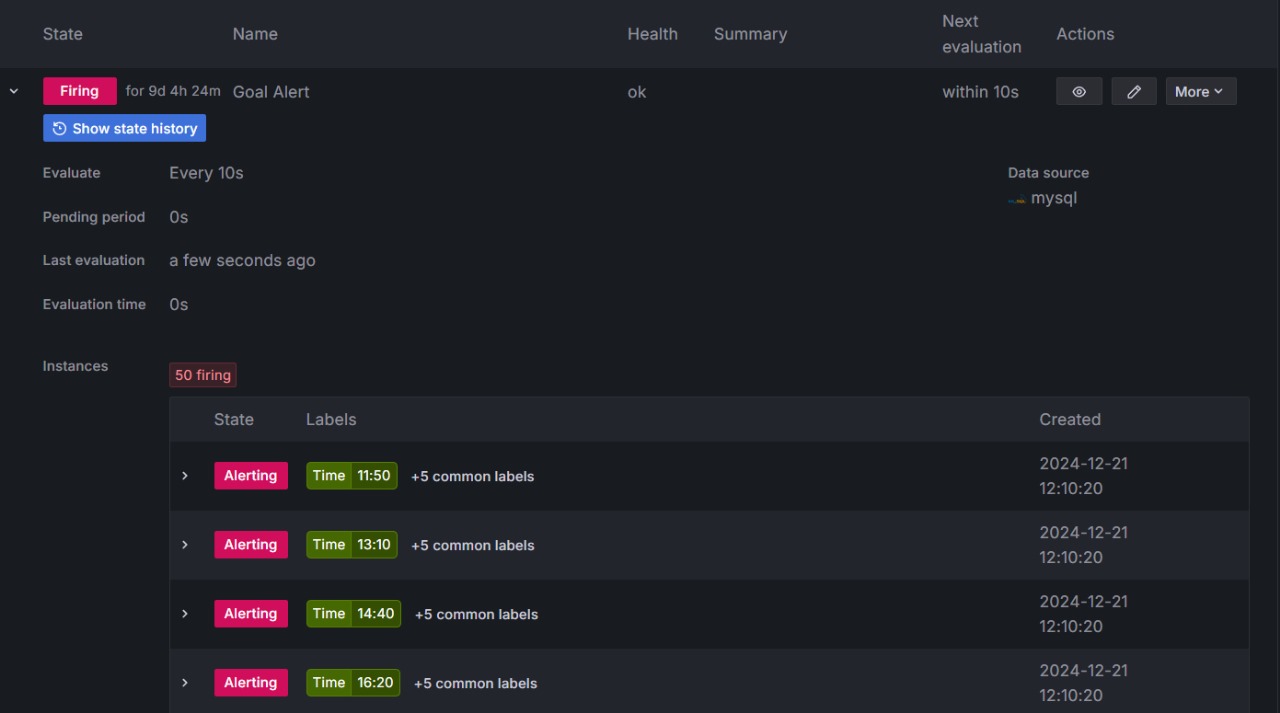 State Name Health Summary Next evaluation Actions
Firing for 9d 4h 24m Goal Alert ok within 10s More
Show state history
Evaluate Every 10s Data source
mysql
Pending period 0s
Last evaluation a few seconds ago
Evaluation time 0s
Instances 50 firing
State Labels Created
Alerting Time 11:50 +5 common labels 2024-12-21 12:10:20
Alerting Time 13:10 +5 common labels 2024-12-21 12:10:20
Alerting Time 14:40 +5 common labels 2024-12-21 12:10:20
Alerting Time 16:20 +5 common labels 2024-12-21 12:10:20